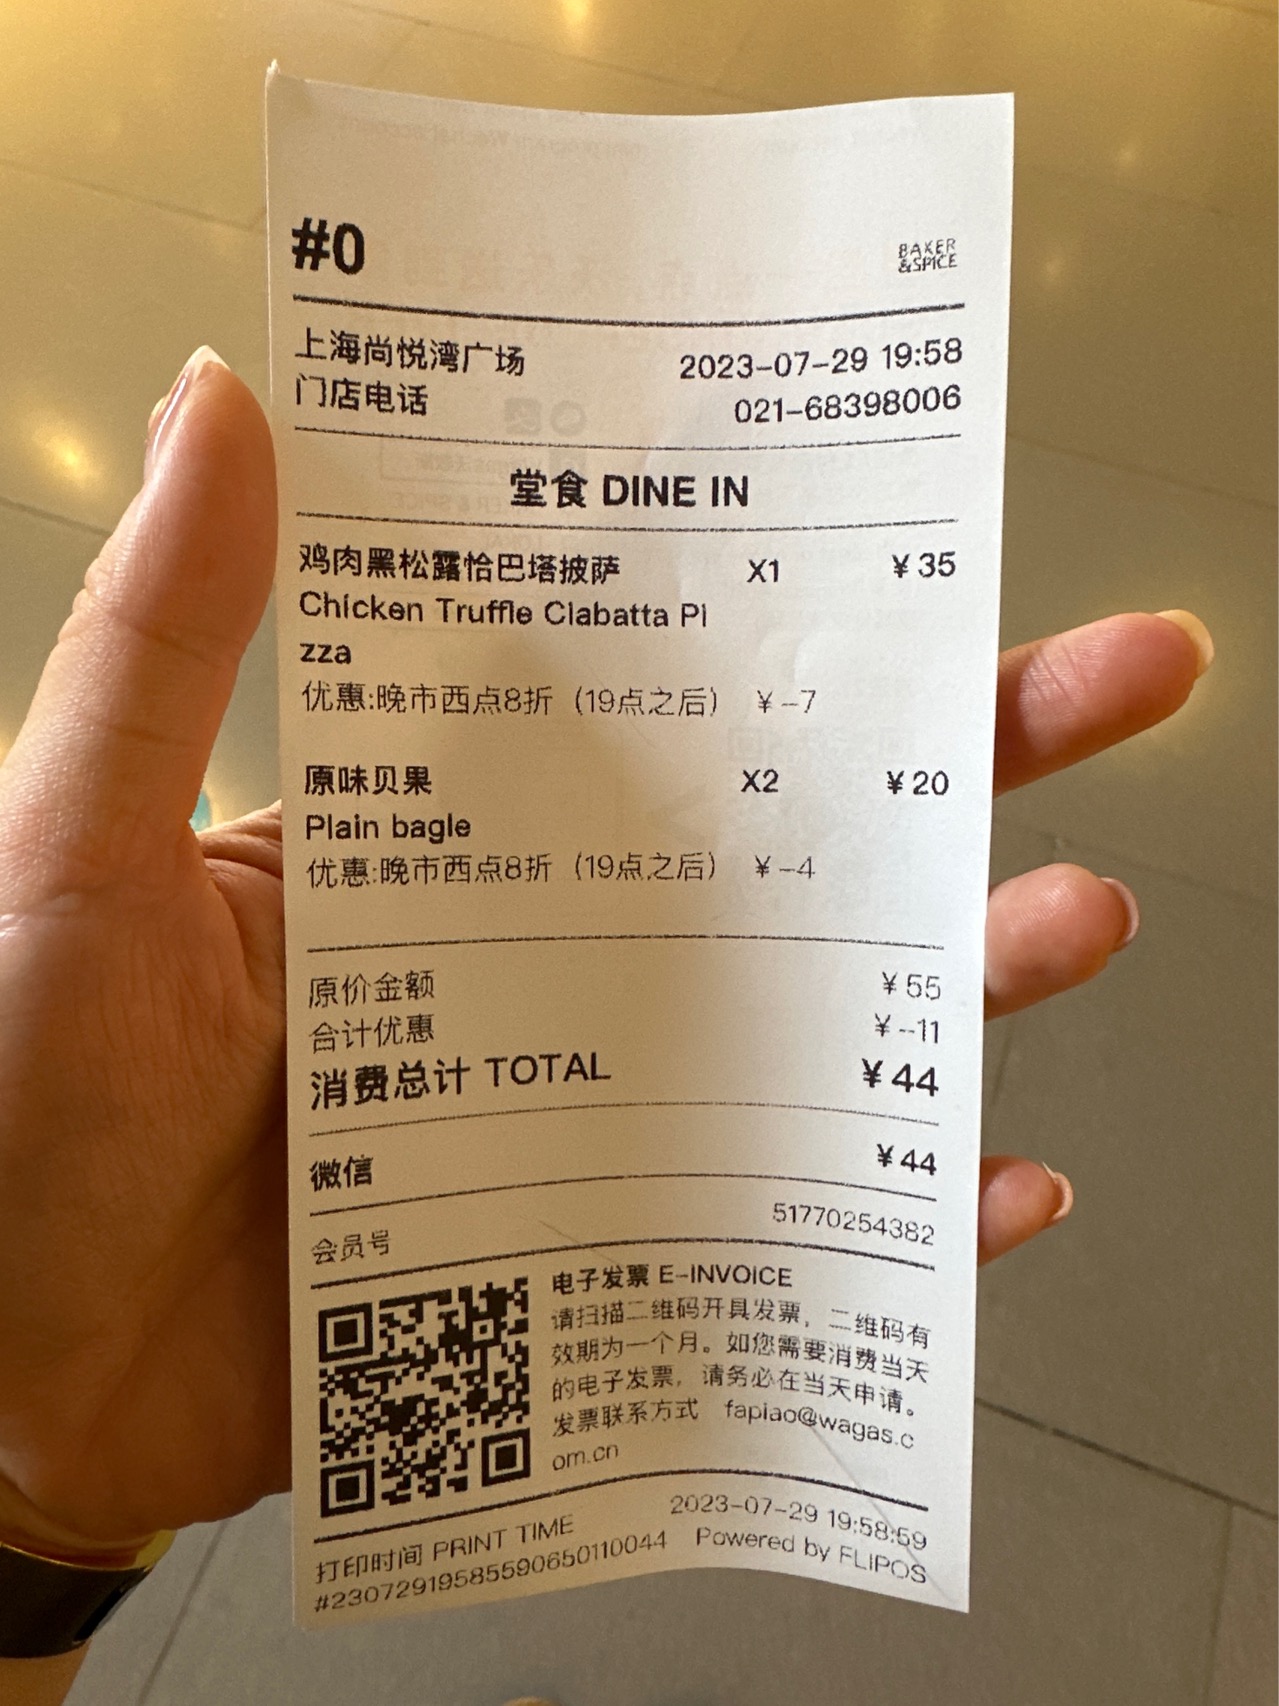 #0
BAKER
&SPICE
上海尚悦湾广场 2023-07-29 19:58
门店电话 021-68398006
堂食 DINE IN
鸡肉黑松露恰巴塔披萨 X1 ¥35
Chicken Truffle Ciabatta Pi
zza
优惠:晚市西点8折（19点之后） ¥-7
原味贝果 X2 ¥20
Plain bagle
优惠:晚市西点8折（19点之后） ¥-4
原价金额 ¥55
合计优惠 ¥--11
消费总计 TOTAL ¥44
微信 ¥44
会员号 51770254382
电子发票 E-INVOICE
请扫描二维码开具发票，二维码有
效期为一个月。如您需要消费当天
的电子发票，请务必在当天申请。
发票联系方式 fapiao@wagas.c
om.cn
打印时间 PRINT TIME 2023-07-29 19:58:59
#23072919585590650110044 Powered by FLIPOS